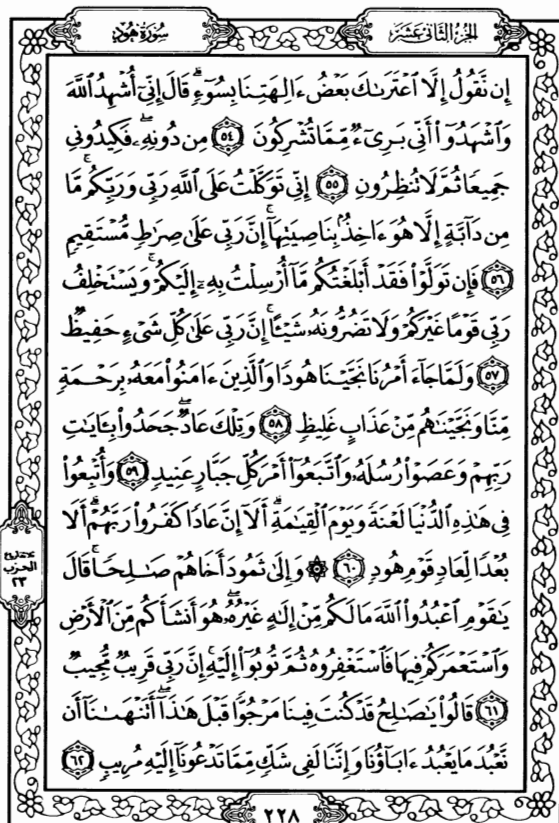 الجزء الثاني عشر
سورة هود
إِن نَّقُولُ إِلَّا ٱعْتَرَىٰكَ بَعْضُ ءَالِهَتِنَا بِسُوٓءٍۗ قَالَ إِنِّىٓ أُشْهِدُ ٱللَّهَ
وَٱشْهَدُوٓا۟ أَنِّى بَرِىٓءٌ مِّمَّا تُشْرِكُونَ ٥٤ مِن دُونِهِۦۖ فَكِيدُونِى
جَمِيعًا ثُمَّ لَا تُنظِرُونِ ٥٥ إِنِّى تَوَكَّلْتُ عَلَى ٱللَّهِ رَبِّى وَرَبِّكُمۚ مَّا
مِن دَآبَّةٍ إِلَّا هُوَ ءَاخِذٌۢ بِنَاصِيَتِهَآۚ إِنَّ رَبِّى عَلَىٰ صِرَٰطٍ مُّسْتَقِيمٍ
٥٦ فَإِن تَوَلَّوْا۟ فَقَدْ أَبْلَغْتُكُم مَّآ أُرْسِلْتُ بِهِۦٓ إِلَيْكُمْۚ وَيَسْتَخْلِفُ
رَبِّى قَوْمًا غَيْرَكُمْ وَلَا تَضُرُّونَهُۥ شَيْـًٔاۚ إِنَّ رَبِّى عَلَىٰ كُلِّ شَىْءٍ حَفِيظٌ
٥٧ وَلَمَّا جَآءَ أَمْرُنَا نَجَّيْنَا هُودًا وَٱلَّذِينَ ءَامَنُوا۟ مَعَهُۥ بِرَحْمَةٍ
مِّنَّا وَنَجَّيْنَٰهُم مِّنْ عَذَابٍ غَلِيظٍ ٥٨ وَتِلْكَ عَادٌۖ جَحَدُوا۟ بِـَٔايَٰتِ
رَبِّهِمْ وَعَصَوْا۟ رُسُلَهُۥ وَٱتَّبَعُوٓا۟ أَمْرَ كُلِّ جَبَّارٍ عَنِيدٍ ٥٩ وَأُتْبِعُوا۟
فِى هَٰذِهِ ٱلدُّنْيَا لَعْنَةً وَيَوْمَ ٱلْقِيَٰمَةِۗ أَلَآ إِنَّ عَادًا كَفَرُوا۟ رَبَّهُمْۗ أَلَا
بُعْدًا لِّعَادٍ قَوْمِ هُودٍ ٦٠ ۞ وَإِلَىٰ ثَمُودَ أَخَاهُمْ صَٰلِحًاۚ قَالَ
يَٰقَوْمِ ٱعْبُدُوا۟ ٱللَّهَ مَا لَكُم مِّنْ إِلَٰهٍ غَيْرُهُۥۖ هُوَ أَنشَأَكُم مِّنَ ٱلْأَرْضِ
وَٱسْتَعْمَرَكُمْ فِيهَا فَٱسْتَغْفِرُوهُ ثُمَّ تُوبُوٓا۟ إِلَيْهِۚ إِنَّ رَبِّى قَرِيبٌ مُّجِيبٌ
٦١ قَالُوا۟ يَٰصَٰلِحُ قَدْ كُنتَ فِينَا مَرْجُوًّا قَبْلَ هَٰذَآۖ أَتَنْهَىٰنَآ أَن
نَّعْبُدَ مَا يَعْبُدُ ءَابَآؤُنَا وَإِنَّنَا لَفِى شَكٍّ مِّمَّا تَدْعُونَآ إِلَيْهِ مُرِيبٍ ٦٢
الحزب
٢٣
٢٢٨